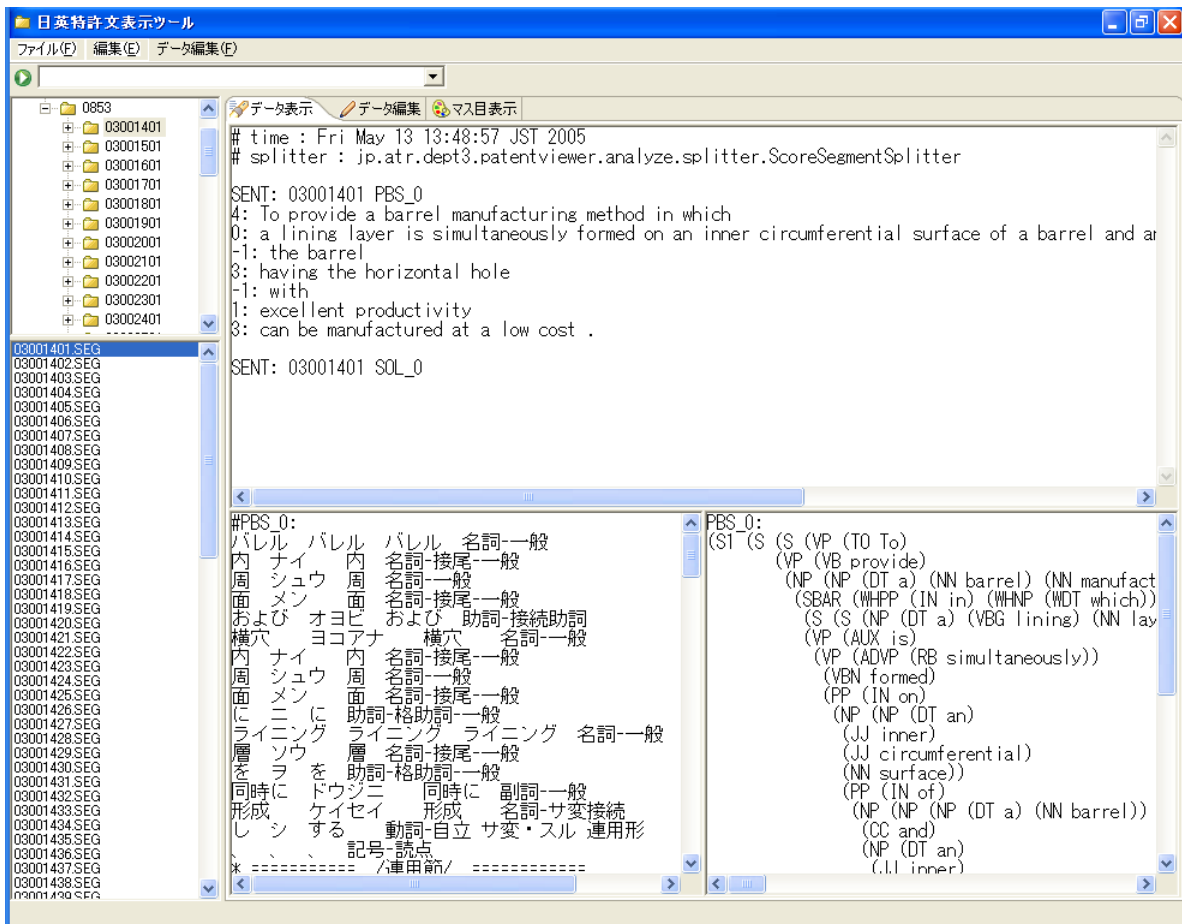 日英特許文表示ツール
ファイル(F) 編集(E) データ編集(F)
0853
03001401
03001501
03001601
03001701
03001801
03001901
03002001
03002101
03002201
03002301
03002401
03001401.SEG
03001402.SEG
03001403.SEG
03001404.SEG
03001405.SEG
03001406.SEG
03001407.SEG
03001408.SEG
03001409.SEG
03001410.SEG
03001411.SEG
03001412.SEG
03001413.SEG
03001414.SEG
03001415.SEG
03001416.SEG
03001417.SEG
03001418.SEG
03001419.SEG
03001420.SEG
03001421.SEG
03001422.SEG
03001423.SEG
03001424.SEG
03001425.SEG
03001426.SEG
03001427.SEG
03001428.SEG
03001429.SEG
03001430.SEG
03001431.SEG
03001432.SEG
03001433.SEG
03001434.SEG
03001435.SEG
03001436.SEG
03001437.SEG
03001438.SEG
03001439.SEG
データ表示 データ編集 マス目表示
# time : Fri May 13 13:48:57 JST 2005
# splitter : jp.atr.dept3.patentviewer.analyze.splitter.ScoreSegmentSplitter
SENT: 03001401 PBS_0
4: To provide a barrel manufacturing method in which
0: a lining layer is simultaneously formed on an inner circumferential surface of a barrel and
-1: the barrel
3: having the horizontal hole
-1: with
1: excellent productivity
3: can be manufactured at a low cost .
SENT: 03001401 SOL_0
#PBS_0:
バレル バレル バレル 名詞-一般
内 ナイ 内 名詞-接尾-一般
周 シュウ 周 名詞-一般
面 メン 面 名詞-接尾-一般
および オヨビ および 助詞-接続助詞
横穴 ヨコアナ 横穴 名詞-一般
内 ナイ 内 名詞-接尾-一般
周 シュウ 周 名詞-一般
面 メン 面 名詞-接尾-一般
に ニ に 助詞-格助詞-一般
ライニング ライニング ライニング 名詞-一般
層 ソウ 層 名詞-接尾-一般
を ヲ を 助詞-格助詞-一般
同時に ドウジニ 同時に 副詞-一般
形成 ケイセイ 形成 名詞-サ変接続
し シ する 動詞-自立 サ変・スル 連用形
、 、 、 記号-読点
* =========== /連用節/ ============
PBS_0:
(S1 (S (S (VP (TO To)
(VP (VB provide)
(NP (NP (DT a) (NN barrel) (NN manufact
(SBAR (WHPP (IN in) (WHNP (WDT which))
(S (S (NP (DT a) (VBG lining) (NN lay
(VP (AUX is)
(VP (ADVP (RB simultaneously))
(VBN formed)
(PP (IN on)
(NP (NP (DT an)
(JJ inner)
(JJ circumferential)
(NN surface))
(PP (IN of)
(NP (NP (NP (DT a) (NN barrel))
(CC and)
(NP (DT an)
(JJ inner)